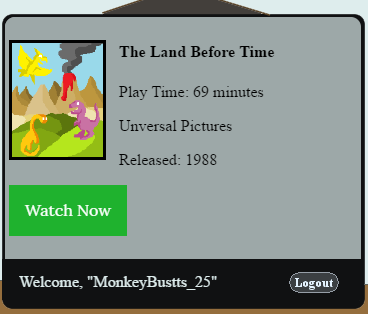 The Land Before Time
Play Time: 69 minutes
Unversal Pictures
Released: 1988
Watch Now
Welcome, "MonkeyBustts_25"
Logout